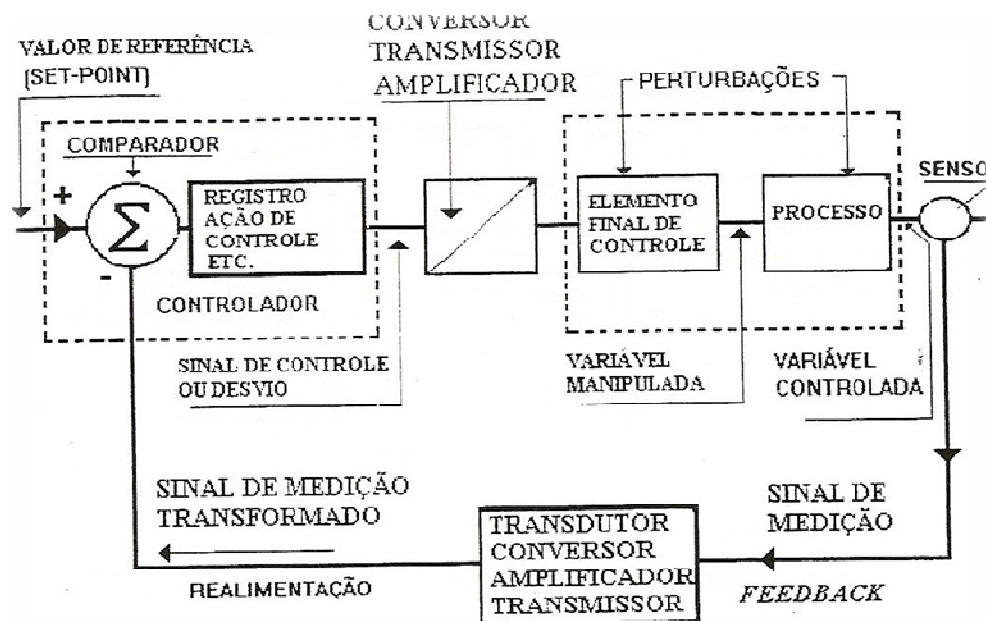 VALOR DE REFERÊNCIA
(SET-POINT)
CONVERSOR
TRANSMISSOR
AMPLIFICADOR
PERTURBAÇÕES
SENSO
COMPARADOR
+
Σ
-
REGISTRO
AÇÃO DE
CONTROLE
ETC.
CONTROLADOR
ELEMENTO
FINAL DE
CONTROLE
PROCESSO
SINAL DE CONTROLE
OU DESVIO
VARIÁVEL
MANIPULADA
VARIÁVEL
CONTROLADA
SINAL DE MEDIÇÃO
TRANSFORMADO
REALIMENTAÇÃO
TRANSDUTOR
CONVERSOR
AMPLIFICADOR
TRANSMISSOR
SINAL DE
MEDIÇÃO
FEEDBACK